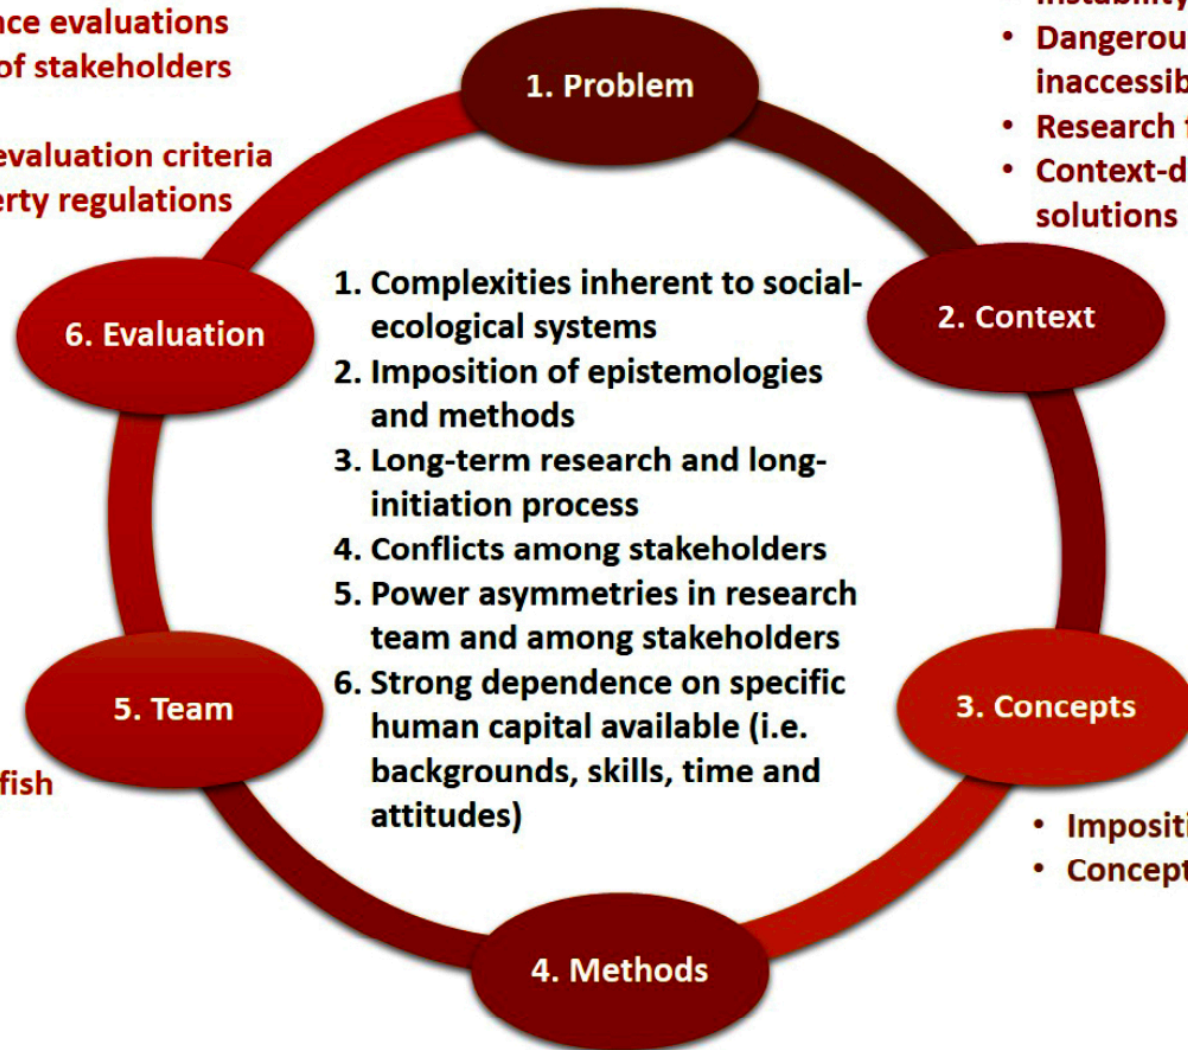 nce evaluations
of stakeholders
evaluation criteria
erty regulations
1. Problem
• Dangerou
inaccessib
• Research
• Context-d
solutions
6. Evaluation
2. Context
1. Complexities inherent to social-
ecological systems
2. Imposition of epistemologies
and methods
3. Long-term research and long-
initiation process
4. Conflicts among stakeholders
5. Power asymmetries in research
team and among stakeholders
6. Strong dependence on specific
human capital available (i.e.
backgrounds, skills, time and
attitudes)
5. Team
3. Concepts
fish
• Impositi
• Concept
4. Methods